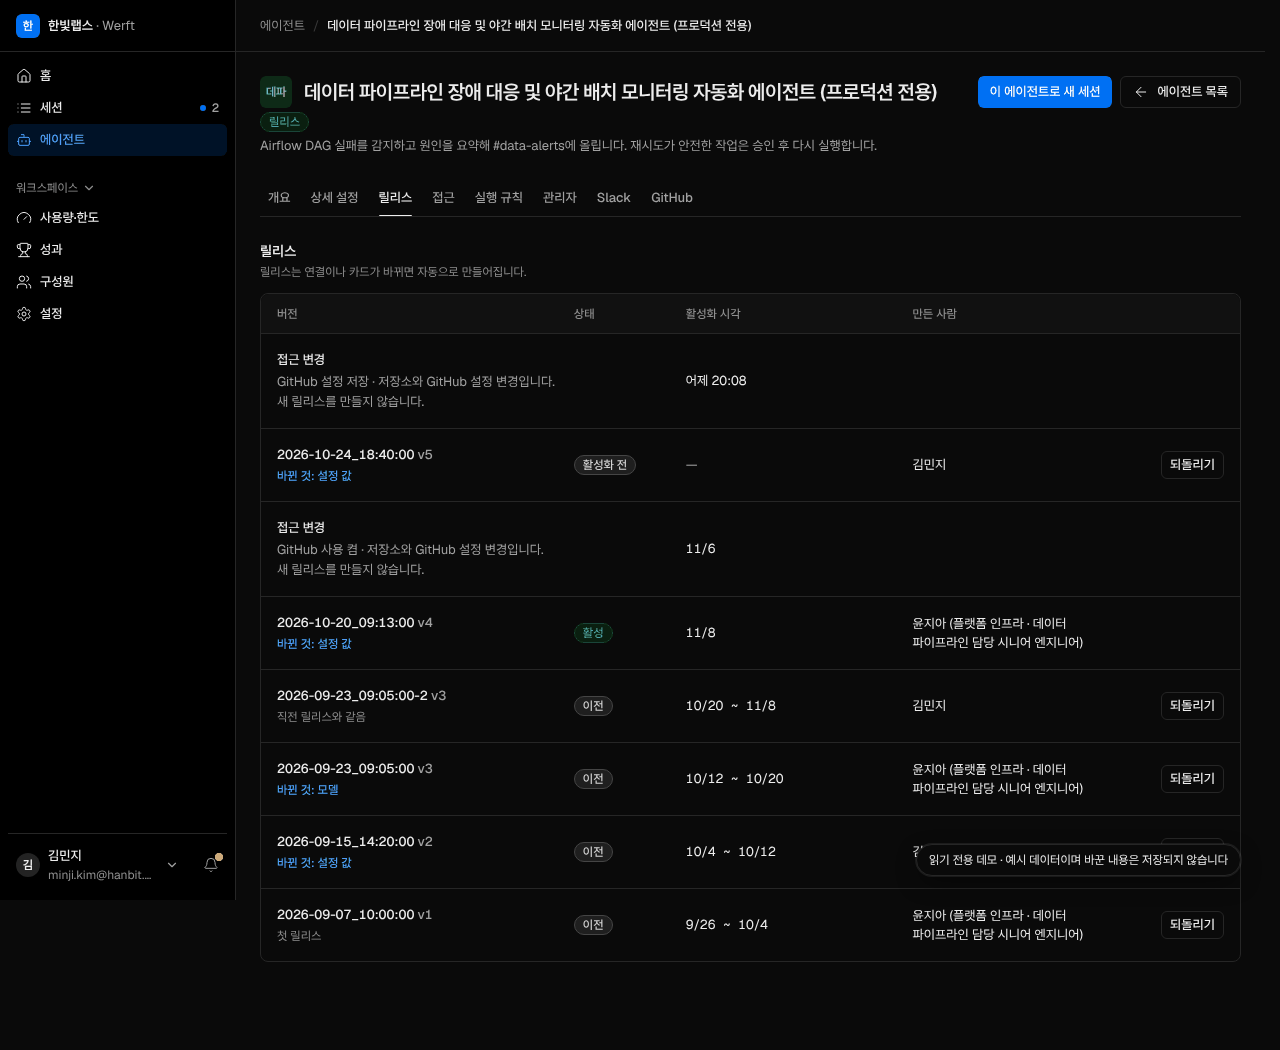 한 한빛랩스 · Werft
홈
세션 2
에이전트
워크스페이스
사용량·한도
성과
구성원
설정
김 김민지
minji.kim@hanbit....
에이전트 / 데이터 파이프라인 장애 대응 및 야간 배치 모니터링 자동화 에이전트 (프로덕션 전용)
데파 데이터 파이프라인 장애 대응 및 야간 배치 모니터링 자동화 에이전트 (프로덕션 전용)
릴리스
이 에이전트로 새 세션
에이전트 목록
Airflow DAG 실패를 감지하고 원인을 요약해 #data-alerts에 올립니다. 재시도가 안전한 작업은 승인 후 다시 실행합니다.
개요 상세 설정 릴리스 접근 실행 규칙 관리자 Slack GitHub
릴리스
릴리스는 연결이나 카드가 바뀌면 자동으로 만들어집니다.
버전 상태 활성화 시각 만든 사람
접근 변경
GitHub 설정 저장 · 저장소와 GitHub 설정 변경입니다.
새 릴리스를 만들지 않습니다.
어제 20:08
2026-10-24_18:40:00 v5
바뀐 것: 설정 값
활성화 전 — 김민지 되돌리기
접근 변경
GitHub 사용 켬 · 저장소와 GitHub 설정 변경입니다.
새 릴리스를 만들지 않습니다.
11/6
2026-10-20_09:13:00 v4
바뀐 것: 설정 값
활성 11/8
윤지아 (플랫폼 인프라 · 데이터
파이프라인 담당 시니어 엔지니어)
2026-09-23_09:05:00-2 v3
직전 릴리스와 같음
이전 10/20 ~ 11/8 김민지 되돌리기
2026-09-23_09:05:00 v3
바뀐 것: 모델
이전 10/12 ~ 10/20
윤지아 (플랫폼 인프라 · 데이터
파이프라인 담당 시니어 엔지니어)
되돌리기
2026-09-15_14:20:00 v2
바뀐 것: 설정 값
이전 10/4 ~ 10/12
읽기 전용 데모 · 예시 데이터이며 바꾼 내용은 저장되지 않습니다
2026-09-07_10:00:00 v1
첫 릴리스
이전 9/26 ~ 10/4
윤지아 (플랫폼 인프라 · 데이터
파이프라인 담당 시니어 엔지니어)
되돌리기